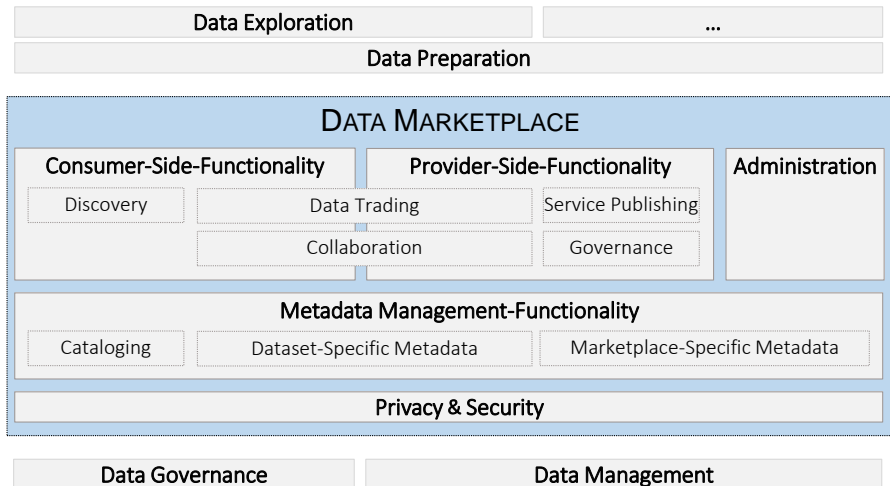 Data Exploration
...
Data Preparation
DATA MARKETPLACE
Consumer-Side-Functionality
Provider-Side-Functionality
Administration
Discovery
Data Trading
Service Publishing
Collaboration
Governance
Metadata Management-Functionality
Cataloging
Dataset-Specific Metadata
Marketplace-Specific Metadata
Privacy & Security
Data Governance
Data Management